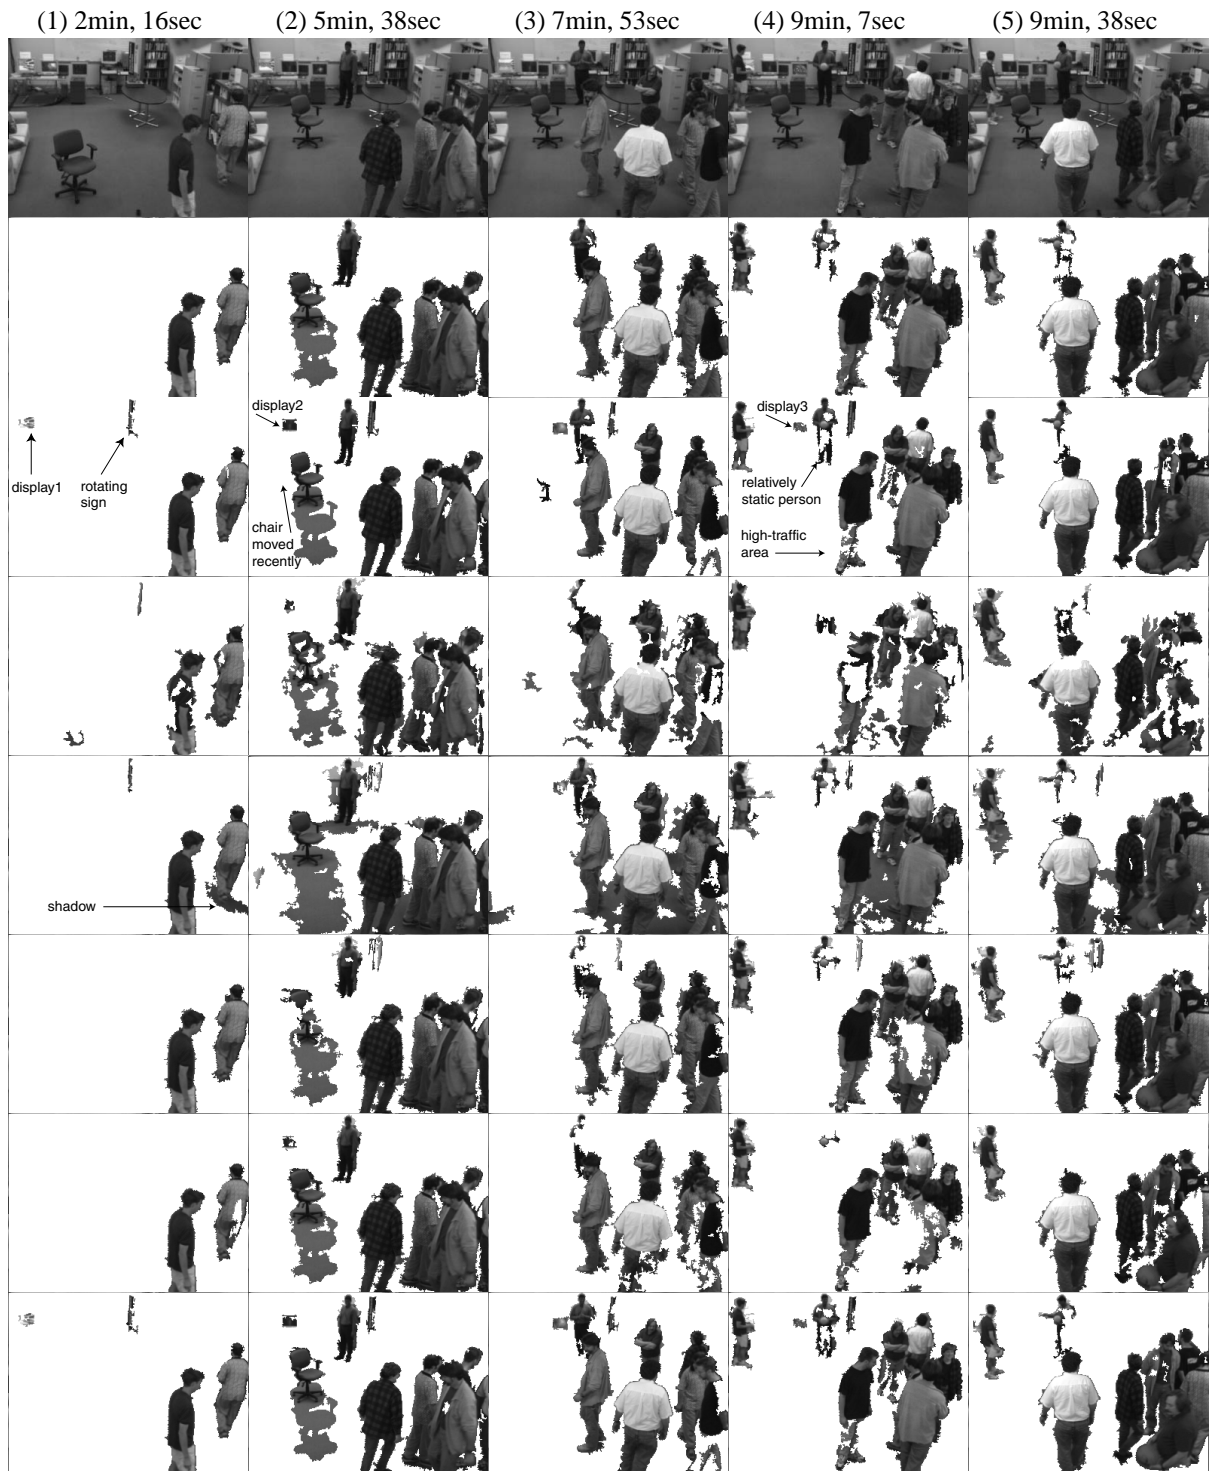 (1) 2min, 16sec
(2) 5min, 38sec
(3) 7min, 53sec
(4) 9min, 7sec
(5) 9min, 38sec
display1
rotating
sign
display2
chair
moved
recently
display3
relatively
static person
high-traffic
area
shadow